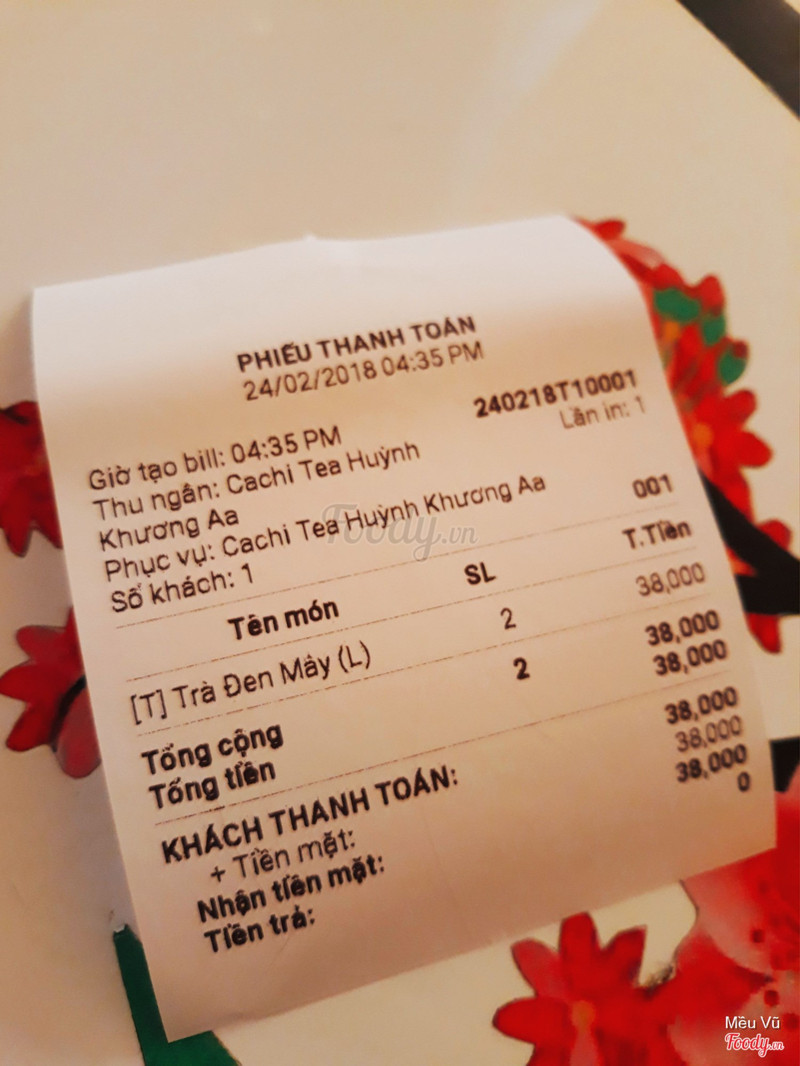 PHIẾU THANH TOÁN
24/02/2018 04:35 PM
240218T10001
Giờ tạo bill: 04:35 PM Lần in: 1
Thu ngân: Cachi Tea Huỳnh
Khương Aa
Phục vụ: Cachi Tea Huỳnh Khương Aa
Số khách: 1 001
Tên món SL T.Tiền
[T] Trà Đen Mây (L) 2 38,000
Tổng cộng 2 38,000
Tổng tiền 38,000
KHÁCH THANH TOÁN: 38,000
+ Tiền mặt: 38,000
Nhận tiền mặt: 38,000
Tiền trả: 0
Foody.vn
Mều Vũ
Foody.vn